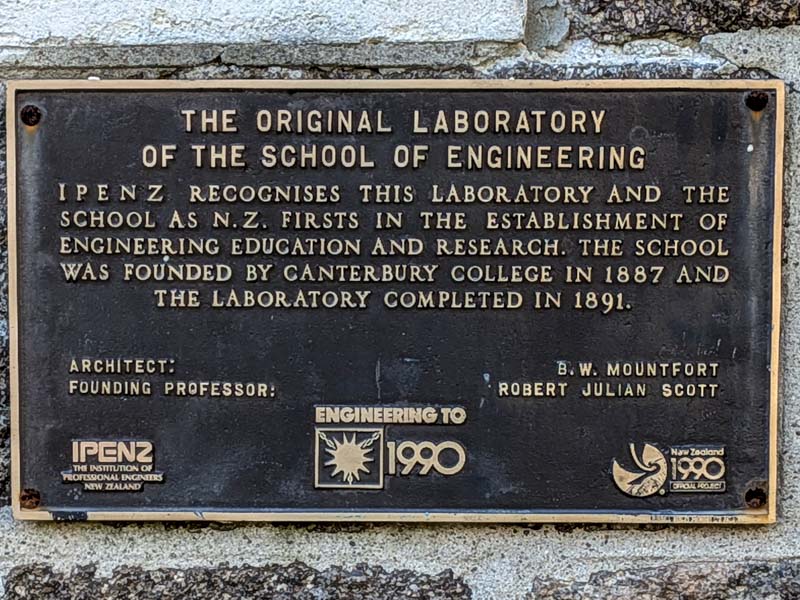 THE ORIGINAL LABORATORY
OF THE SCHOOL OF ENGINEERING
IPENZ RECOGNISES THIS LABORATORY AND THE
SCHOOL AS N.Z. FIRSTS IN THE ESTABLISHMENT OF
ENGINEERING EDUCATION AND RESEARCH. THE SCHOOL
WAS FOUNDED BY CANTERBURY COLLEGE IN 1887 AND
THE LABORATORY COMPLETED IN 1891.
ARCHITECT: B.W. MOUNTFORT
FOUNDING PROFESSOR: ROBERT JULIAN SCOTT
ENGINEERING TO
1990
IPENZ
THE INSTITUTION OF
PROFESSIONAL ENGINEERS
NEW ZEALAND
New Zealand
1990
OFFICIAL PROJECT